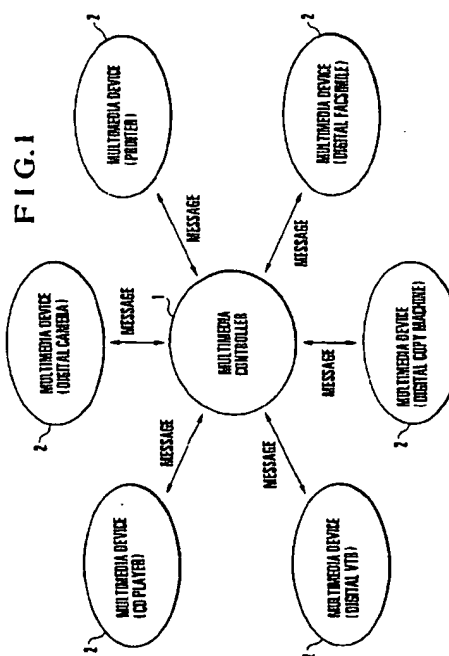 FIG.1
2
MULTIMEDIA DEVICE
(CD PLAYER)
2
MULTIMEDIA DEVICE
(DIGITAL CAMERA)
2
MULTIMEDIA DEVICE
(PRINTER)
MESSAGE
MESSAGE
MESSAGE
1
MULTIMEDIA
CONTROLLER
MESSAGE
MESSAGE
MESSAGE
2
MULTIMEDIA DEVICE
(DIGITAL VTR)
2
MULTIMEDIA DEVICE
(DIGITAL COPY MACHINE)
2
MULTIMEDIA DEVICE
(DIGITAL FACSIMILE)